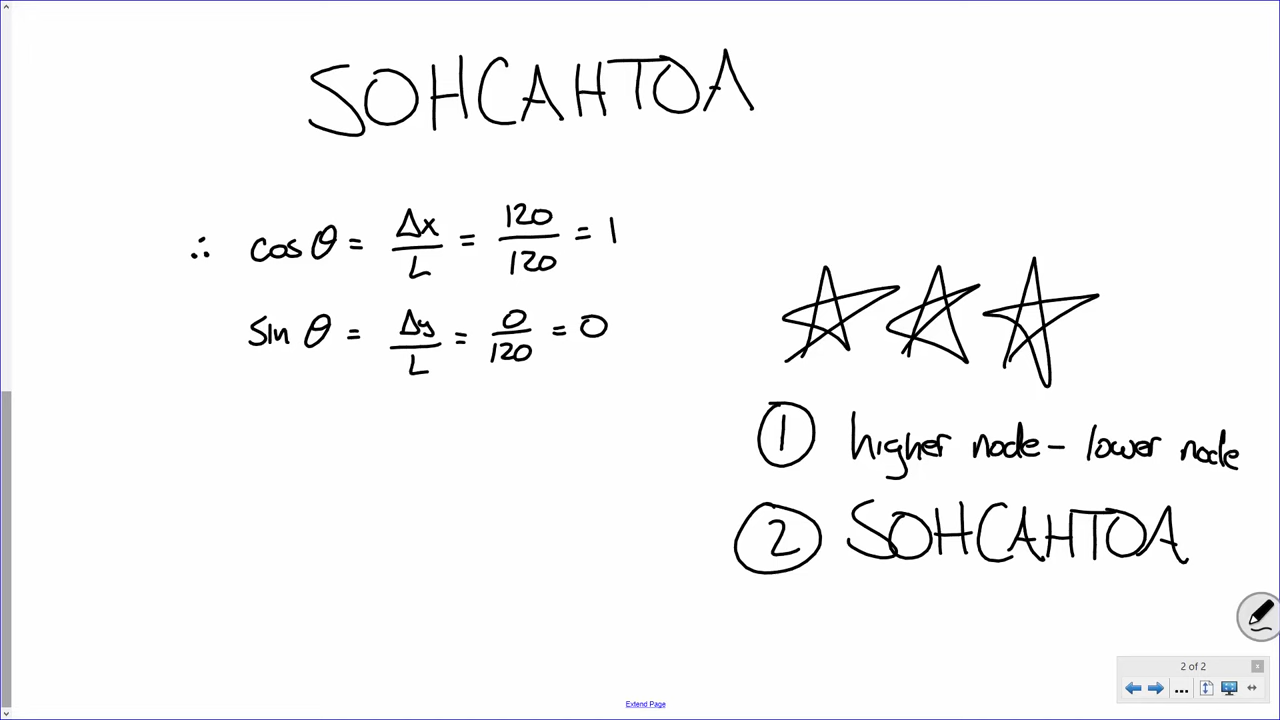 SOHCAHTOA
∴ cos θ = Δx/L = 120/120 = 1
sin θ = Δy/L = 0/120 = 0
① higher node - lower node
② SOHCAHTOA
2 of 2
...
Extend Page